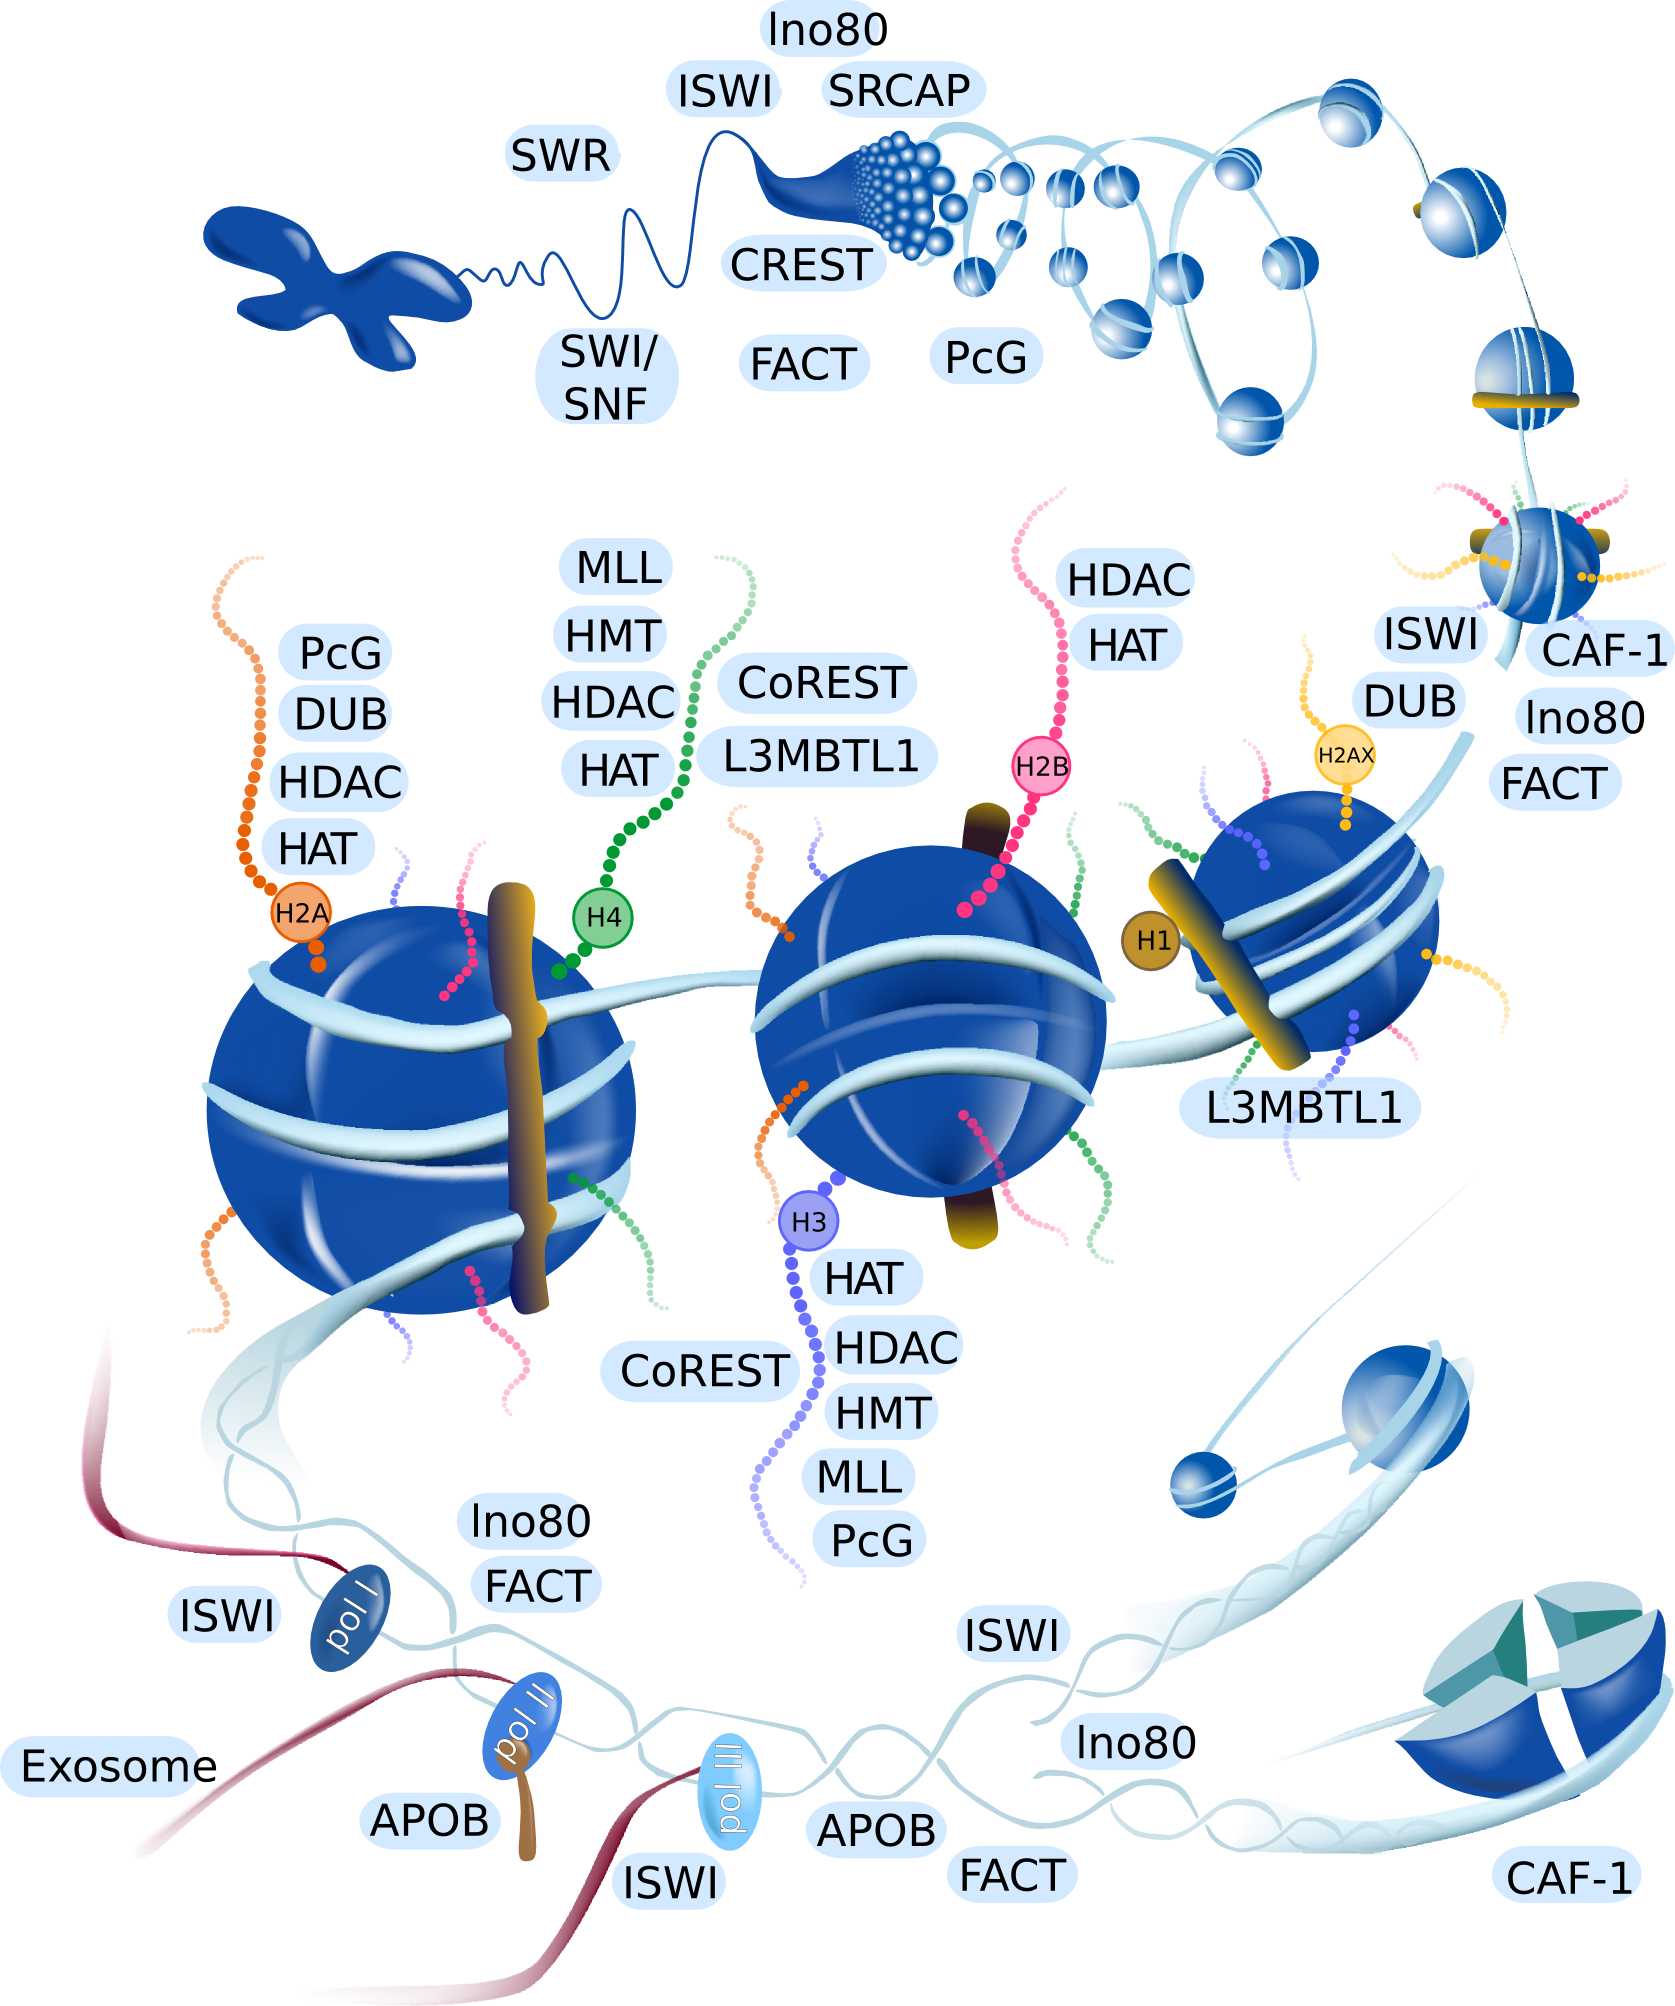 Ino80
ISWI
SRCAP
SWR
CREST
SWI/
SNF
FACT
PcG
MLL
HMT
HDAC
HAT
CoREST
L3MBTL1
PcG
DUB
HDAC
HAT
H2A
H4
HDAC
HAT
H2B
ISWI
CAF-1
DUB
Ino80
FACT
H2AX
H1
L3MBTL1
H3
HAT
HDAC
HMT
MLL
PcG
CoREST
Ino80
FACT
ISWI
pol I
pol II
Exosome
APOB
pol III
ISWI
APOB
FACT
ISWI
Ino80
CAF-1